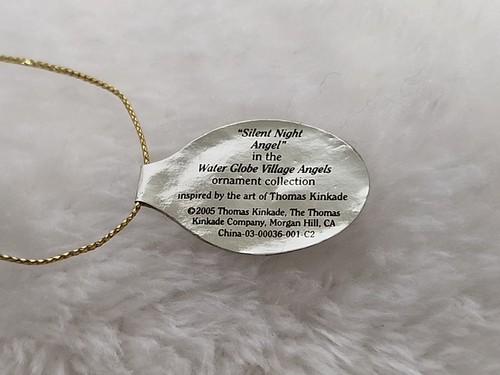 "Silent Night
Angel"
in the
Water Globe Village Angels
ornament collection
inspired by the art of Thomas Kinkade
©2005 Thomas Kinkade, The Thomas
Kinkade Company, Morgan Hill, CA
China-03-00036-001-C2